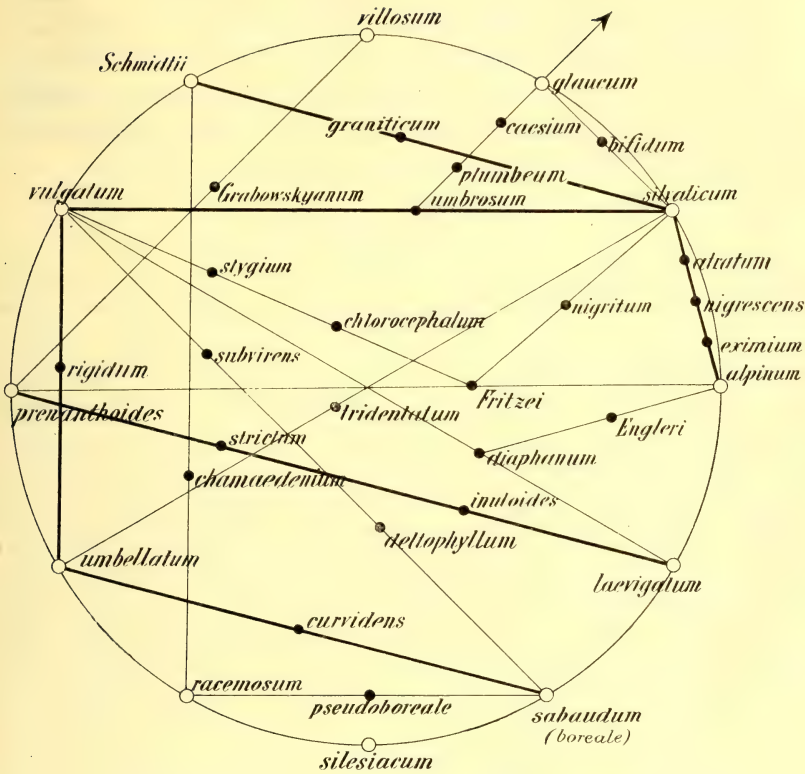 villosum
Schmidtii
glaucum
graniticum
caesium
bifidum
plumbeum
vulgatum
Grabowskyanum
umbrosum
silvaticum
stygium
atratum
nigrescens
nigritum
chlorocephalum
eximium
subvirens
rigidum
alpinum
prenanthoides
Fritzei
tridentatum
Engleri
strictum
diaphanum
chamaedenium
inuloides
deltophyllum
umbellatum
laevigatum
curvidens
racemosum
pseudoboreale
sabaudum
(boreale)
silesiacum